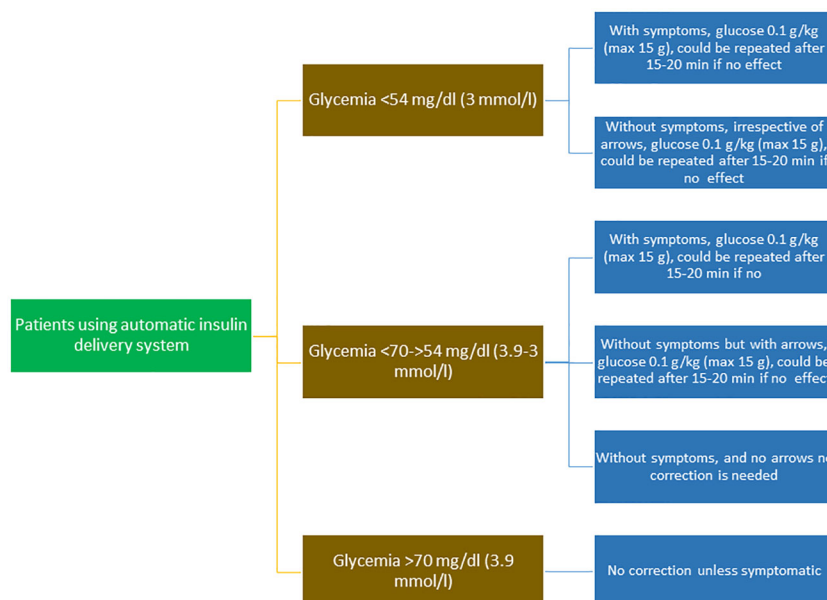 With symptoms, glucose 0.1 g/kg
(max 15 g), could be repeated after
15-20 min if no effect
Glycemia <54 mg/dl (3 mmol/l)
Without symptoms, irrespective of
arrows, glucose 0.1 g/kg (max 15 g),
could be repeated after 15-20 min if
no effect
With symptoms, glucose 0.1 g/kg
(max 15 g), could be repeated after
15-20 min if no
Patients using automatic insulin
delivery system
Glycemia <70->54 mg/dl (3.9-3
mmol/l)
Without symptoms but with arrows,
glucose 0.1 g/kg (max 15 g), could be
repeated after 15-20 min if no effect
Without symptoms, and no arrows no
correction is needed
Glycemia >70 mg/dl (3.9
mmol/l)
No correction unless symptomatic